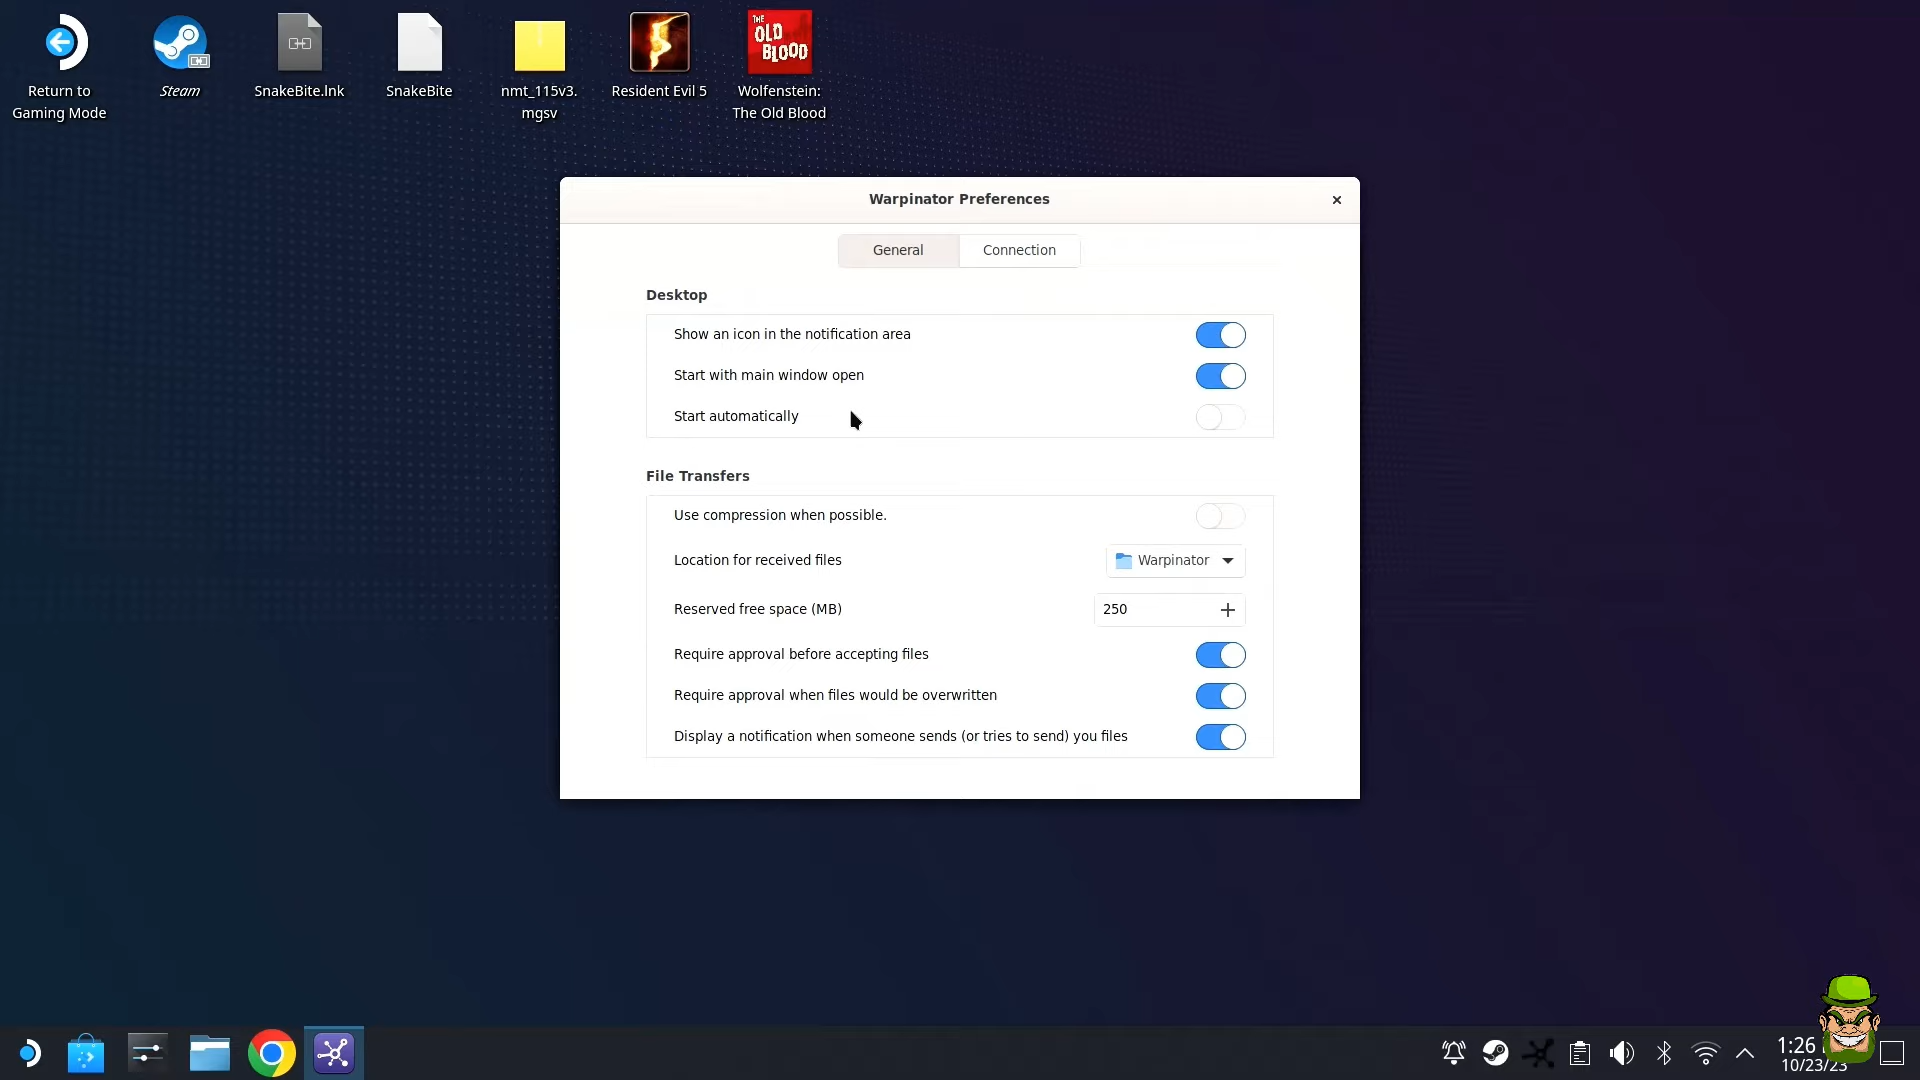 Return to
Gaming Mode
Steam
SnakeBite.lnk
SnakeBite
nmt_115v3.
mgsv
Resident Evil 5
THE
OLD
BLOOD
Wolfenstein:
The Old Blood
Warpinator Preferences
General
Connection
Desktop
Show an icon in the notification area
Start with main window open
Start automatically
File Transfers
Use compression when possible.
Location for received files
Warpinator
Reserved free space (MB)
250
Require approval before accepting files
Require approval when files would be overwritten
Display a notification when someone sends (or tries to send) you files
1:26
10/23/23